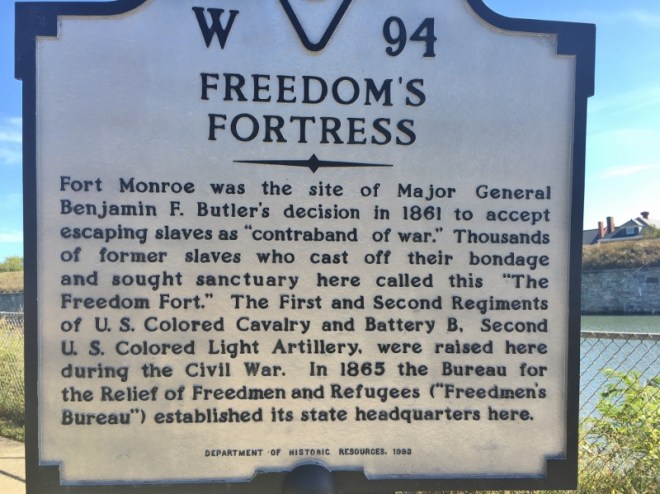 W 94
FREEDOM'S
FORTRESS
Fort Monroe was the site of Major General
Benjamin F. Butler's decision in 1861 to accept
escaping slaves as "contraband of war." Thousands
of former slaves who cast off their bondage
and sought sanctuary here called this "The
Freedom Fort." The First and Second Regiments
of U. S. Colored Cavalry and Battery B, Second
U. S. Colored Light Artillery, were raised here
during the Civil War. In 1865 the Bureau for
the Relief of Freedmen and Refugees ("Freedmen's
Bureau") established its state headquarters here.
DEPARTMENT OF HISTORIC RESOURCES, 1993